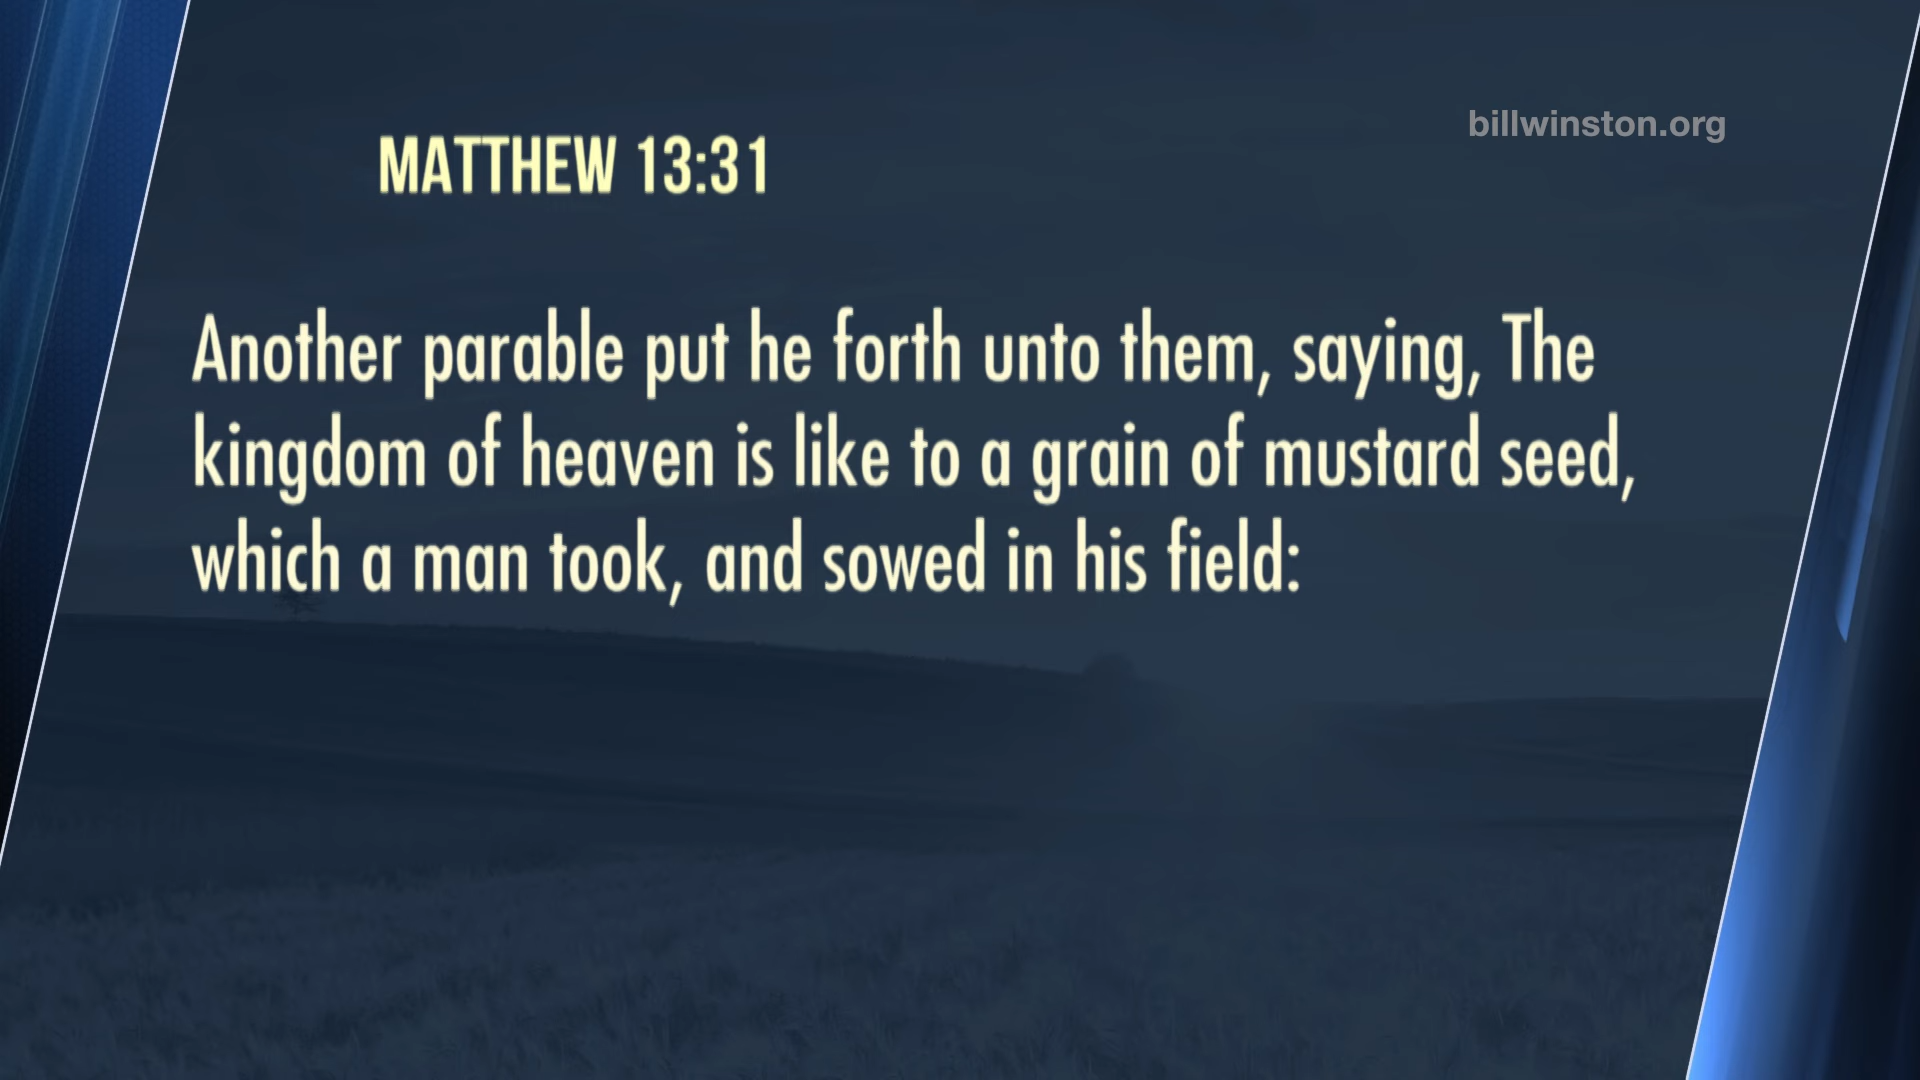 billwinston.org
MATTHEW 13:31
Another parable put he forth unto them, saying, The
kingdom of heaven is like to a grain of mustard seed,
which a man took, and sowed in his field: